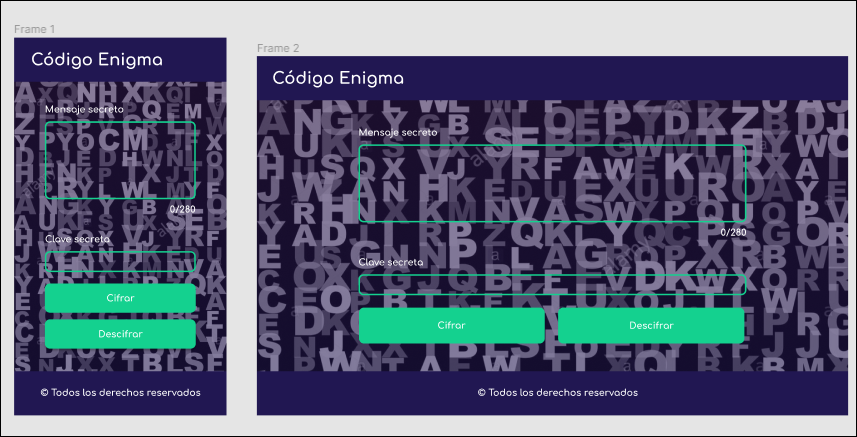 Frame 1
Código Enigma
Mensaje secreto
0/280
Clave secreta
Cifrar
Descifrar
© Todos los derechos reservados
Frame 2
Código Enigma
Mensaje secreto
0/280
Clave secreta
Cifrar
Descifrar
© Todos los derechos reservados